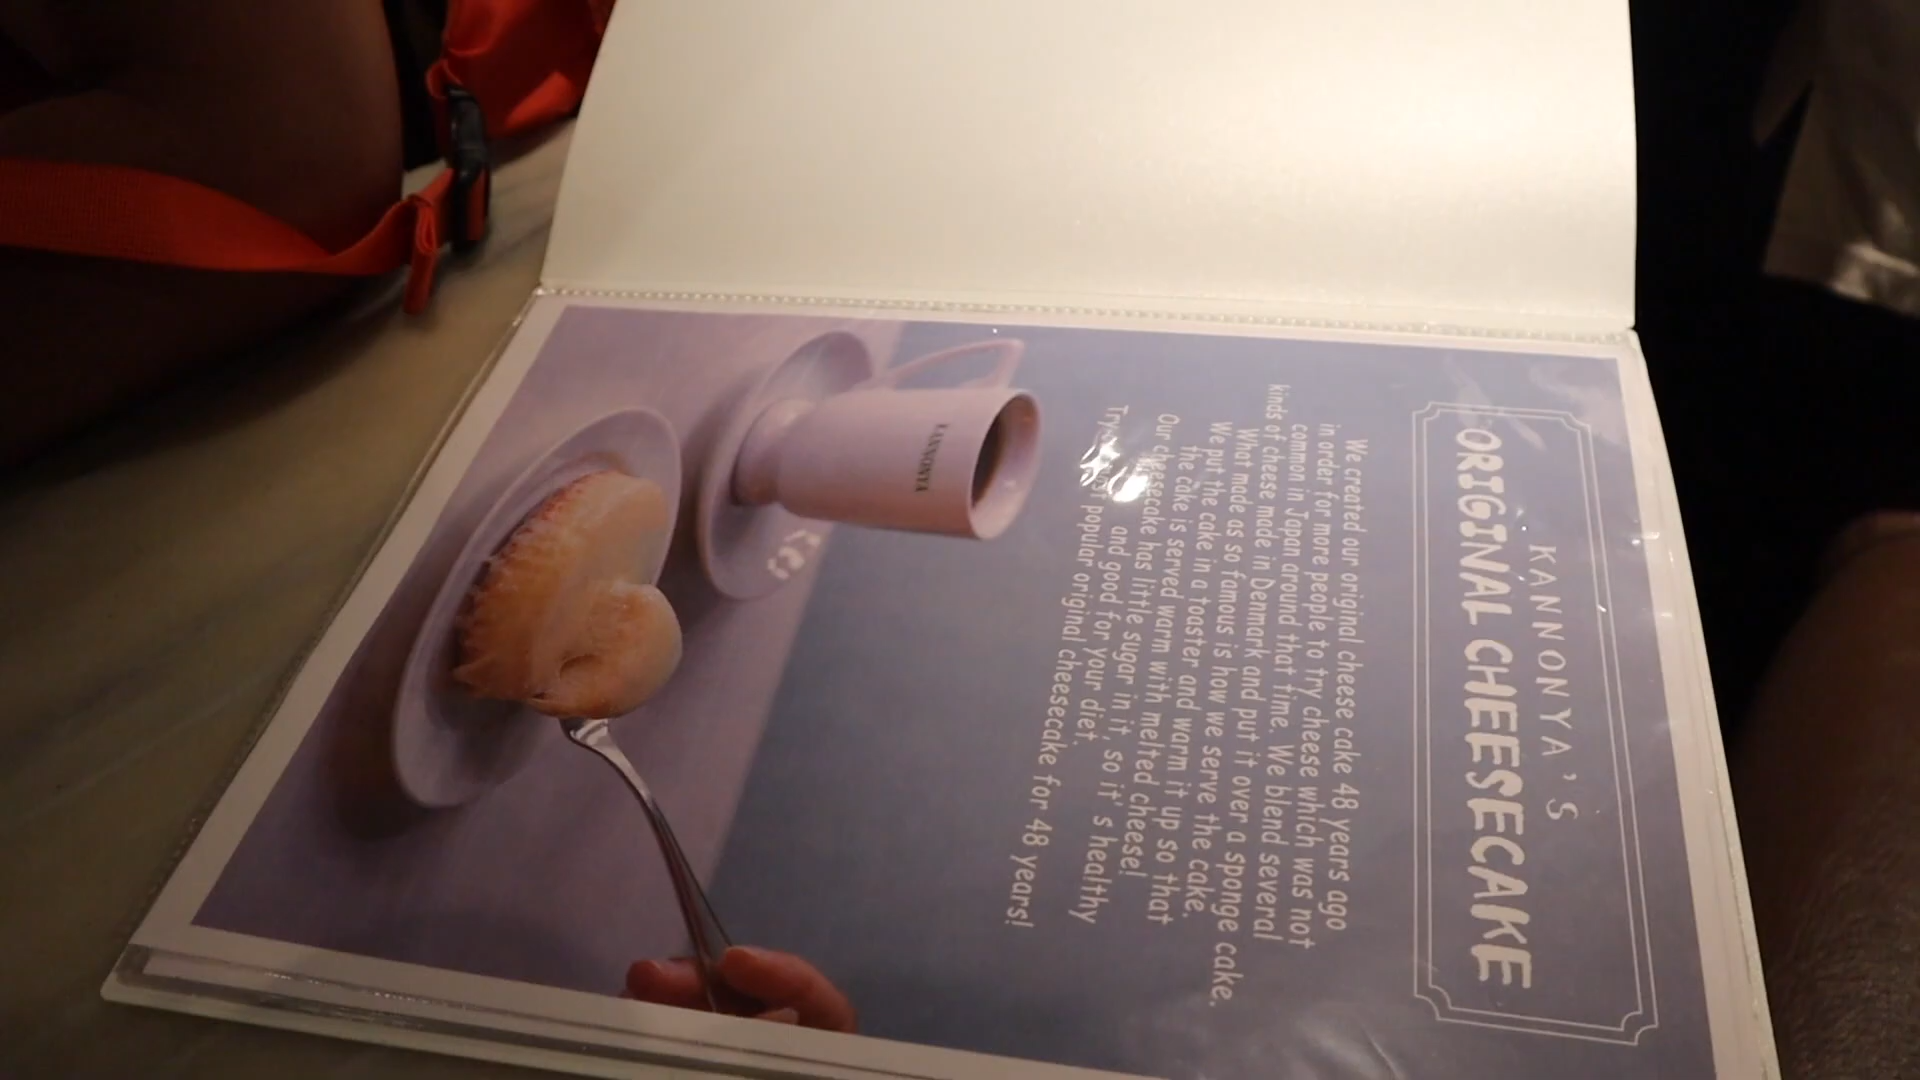 KANNONYA'S
ORIGINAL CHEESECAKE
We created our original cheese cake 48 years ago
in order for more people to try cheese which was not
common in Japan around that time. We blend several
kinds of cheese made in Denmark and put it over a sponge cake.
What made as so famous is how we serve the cake.
We put the cake in a toaster and warm it up so that
the cake is served warm with melted cheese!
Our cheesecake has little sugar in it, so it's healthy
and good for your diet.
Try popular original cheesecake for 48 years!
KANNONYA